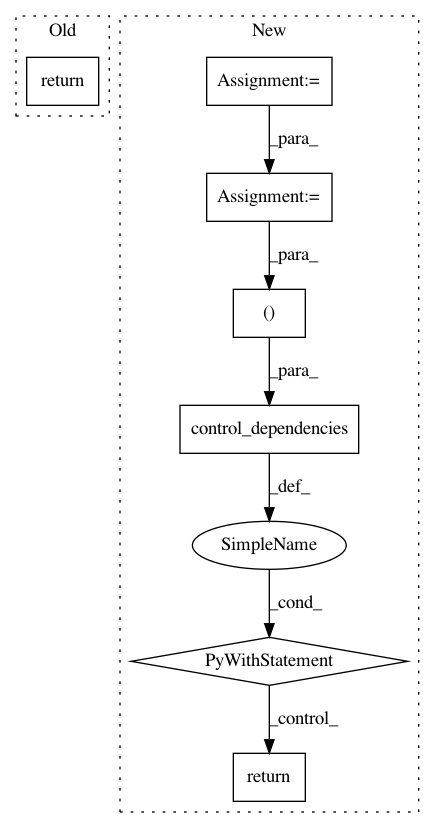 Old
New
return
Assignment:=
_para_
Assignment:=
_para_
()
_para_
control_dependencies
_def_
SimpleName
_cond_
PyWithStatement
_control_
return